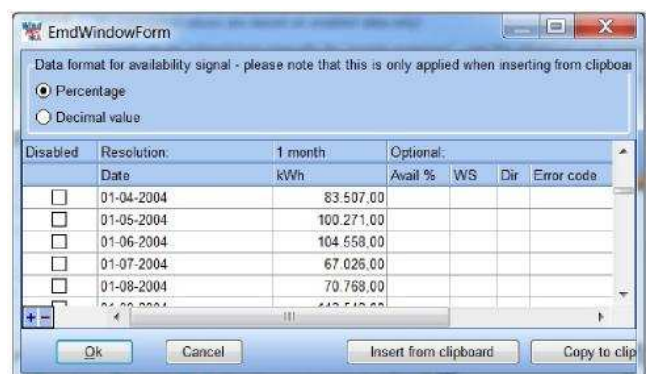 EmdWindowForm
Data format for availability signal - please note that this is only applied when inserting from clipboar
Percentage
Decimal value
Disabled Resolution: 1 month Optional:
Date kWh Avail % WS Dir Error code
01-04-2004 83.507,00
01-05-2004 100.271,00
01-06-2004 104.558,00
01-07-2004 67.026,00
01-08-2004 70.768,00
Ok Cancel Insert from clipboard Copy to clip